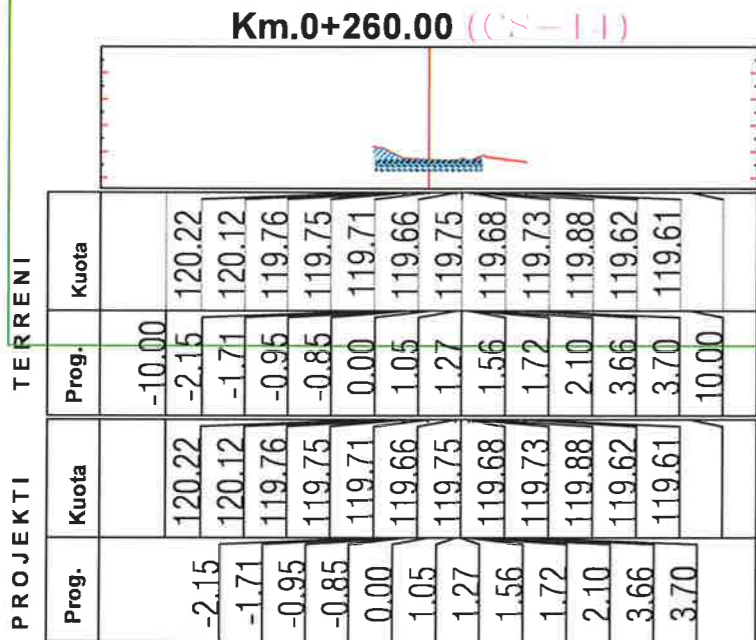 Km.0+260.00 (CS-14)
TERRENI
Kuota
120.22 120.12 119.76 119.75 119.71 119.66 119.75 119.68 119.73 119.88 119.62 119.61
Prog.
-10.00 -2.15 -1.71 -0.95 -0.85 0.00 1.05 1.27 1.56 1.72 2.10 3.66 3.70 10.00
PROJEKTI
Kuota
120.22 120.12 119.76 119.75 119.71 119.66 119.75 119.68 119.73 119.88 119.62 119.61
Prog.
-2.15 -1.71 -0.95 -0.85 0.00 1.05 1.27 1.56 1.72 2.10 3.66 3.70